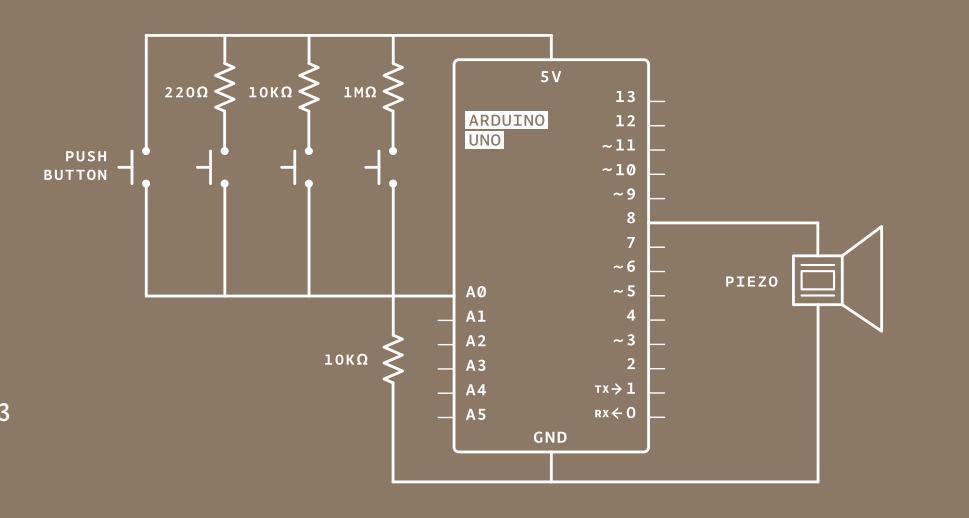 5V
220Ω 10KΩ 1MΩ
ARDUINO
UNO
PUSH
BUTTON
13
12
~11
~10
~9
8
7
~6
~5
4
~3
2
TX→1
RX←0
PIEZO
A0
A1
A2
A3
A4
A5
10KΩ
3
GND